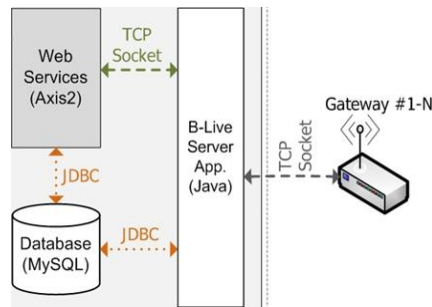 Web
Services
(Axis2)
TCP
Socket
B-Live
Server
App.
(Java)
TCP
Socket
Gateway #1-N
JDBC
Database
(MySQL)
JDBC